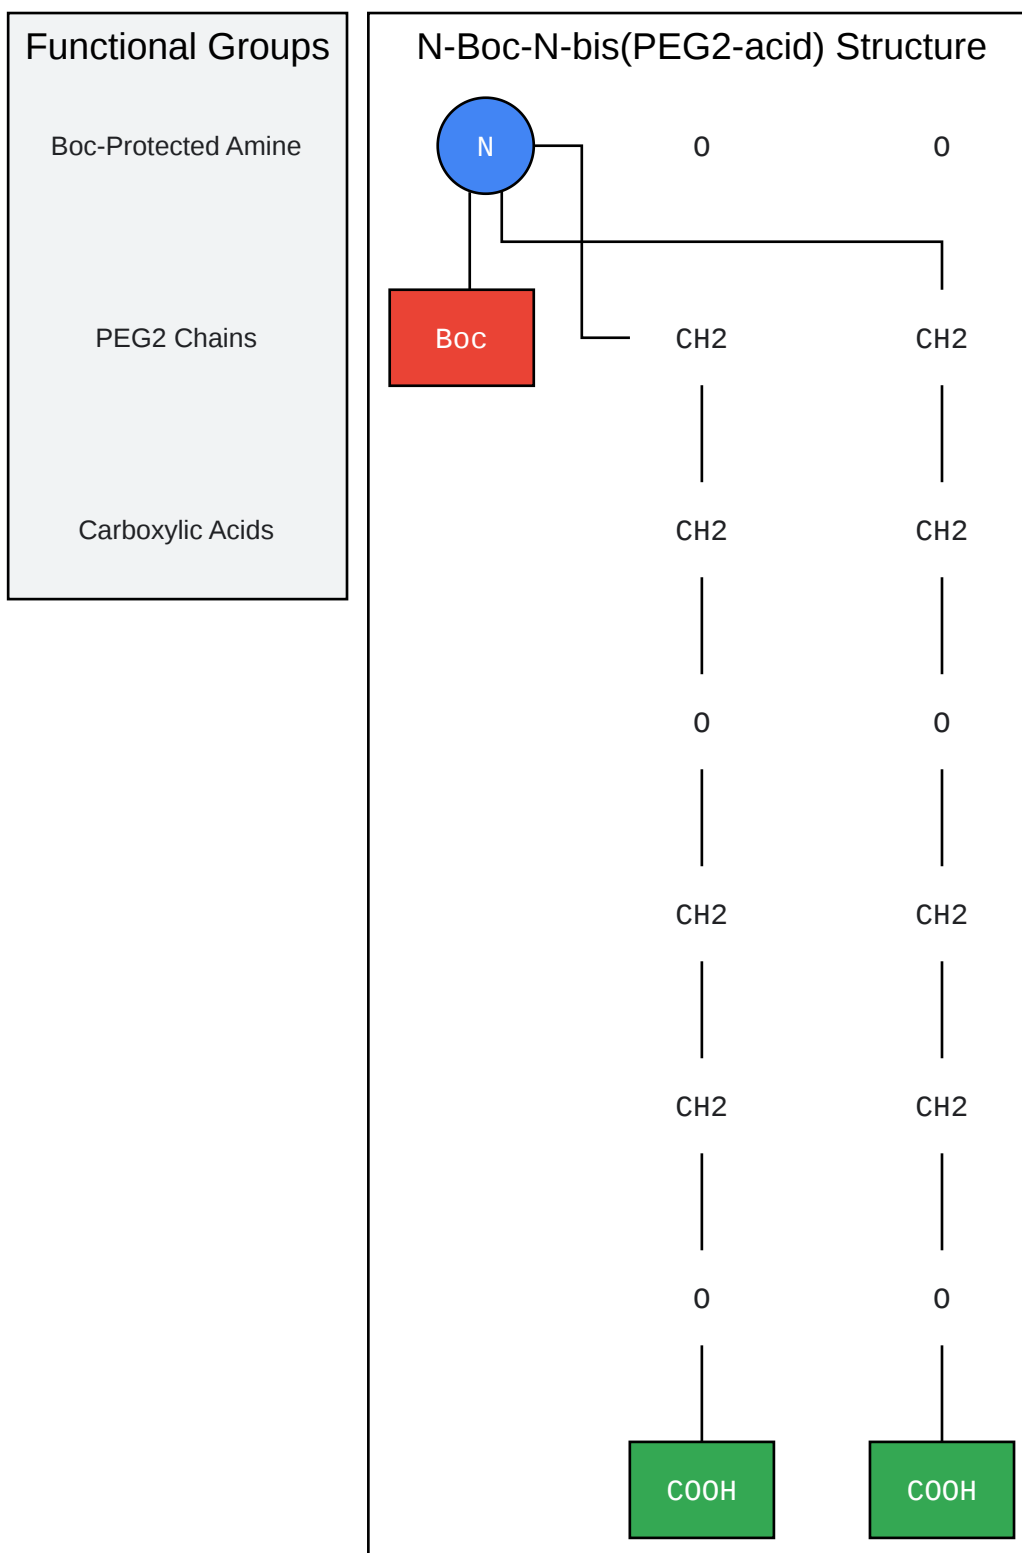 Functional Groups
Boc-Protected Amine
PEG2 Chains
Carboxylic Acids
N-Boc-N-bis(PEG2-acid) Structure
N
O O
Boc
CH2 CH2
CH2 CH2
O O
CH2 CH2
CH2 CH2
O O
COOH COOH